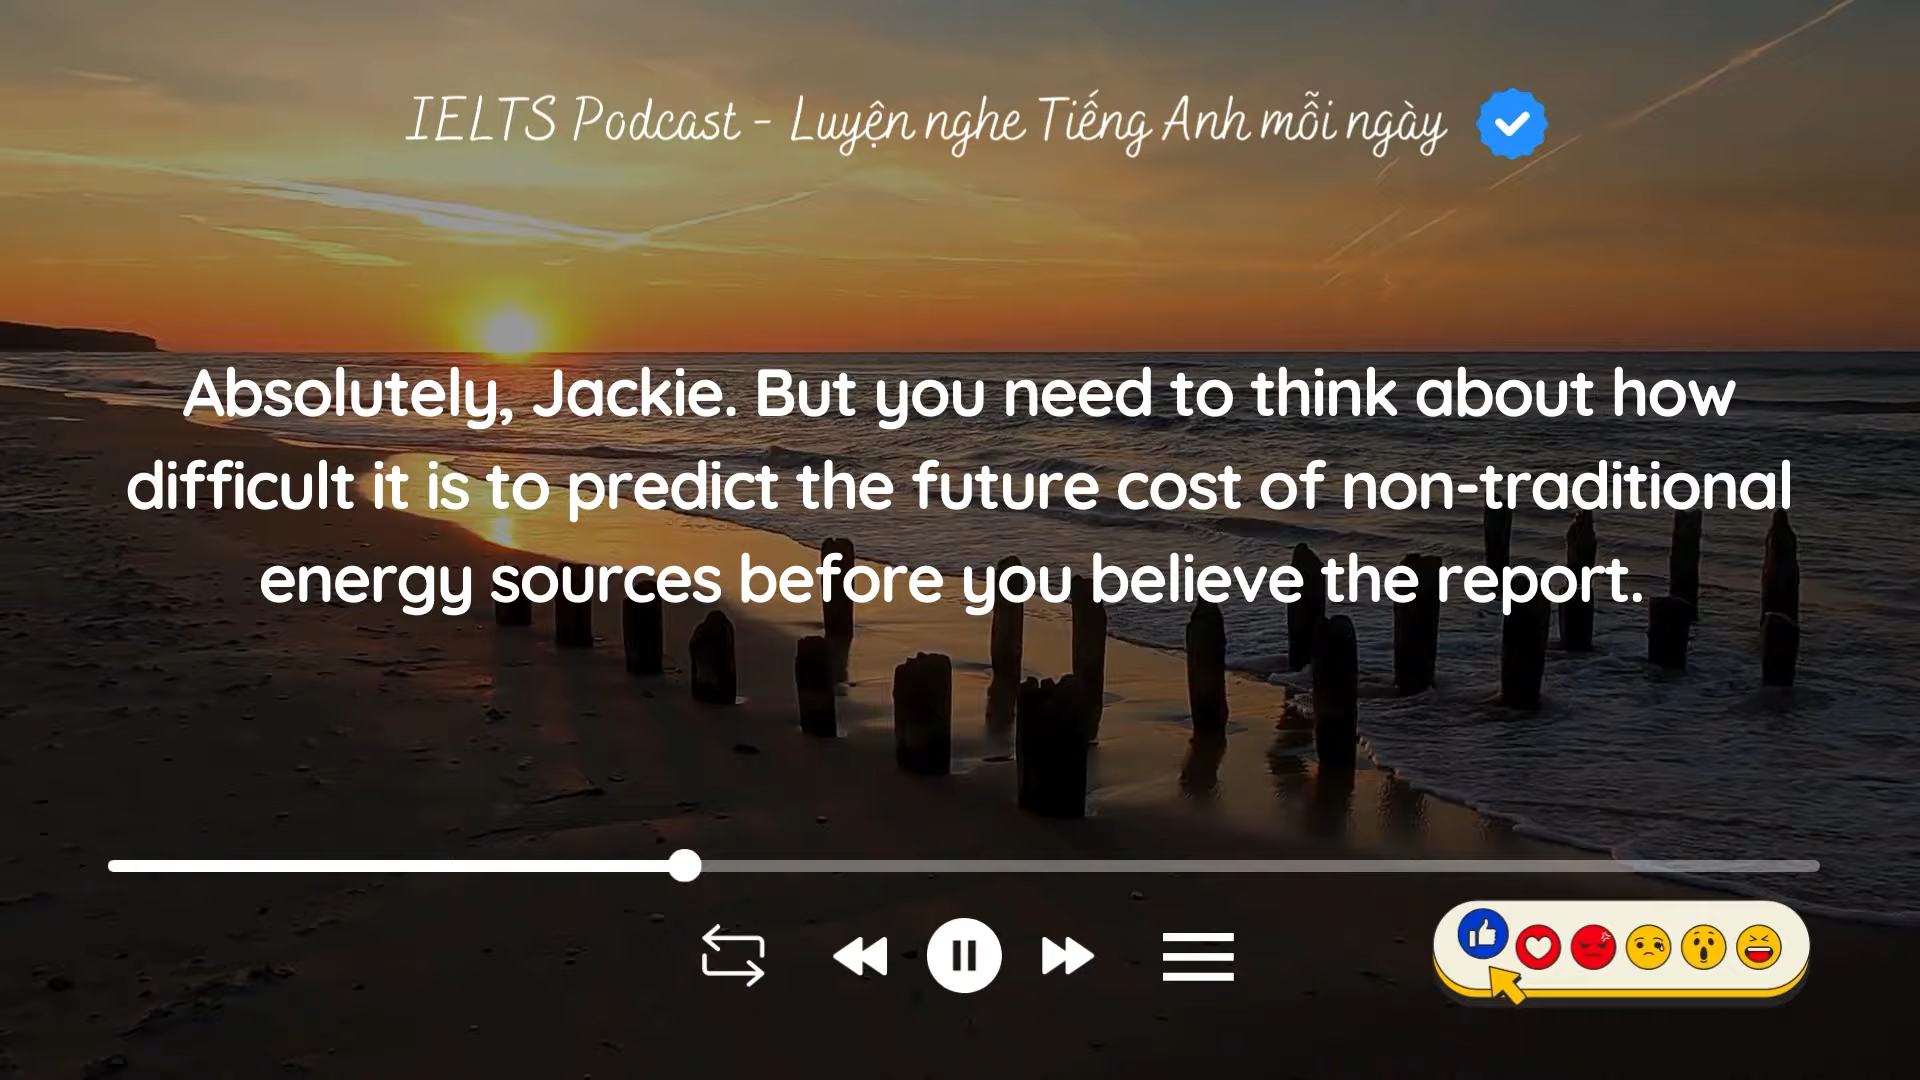 IELTS Podcast - Luyện nghe Tiếng Anh mỗi ngày
Absolutely, Jackie. But you need to think about how
difficult it is to predict the future cost of non-traditional
energy sources before you believe the report.